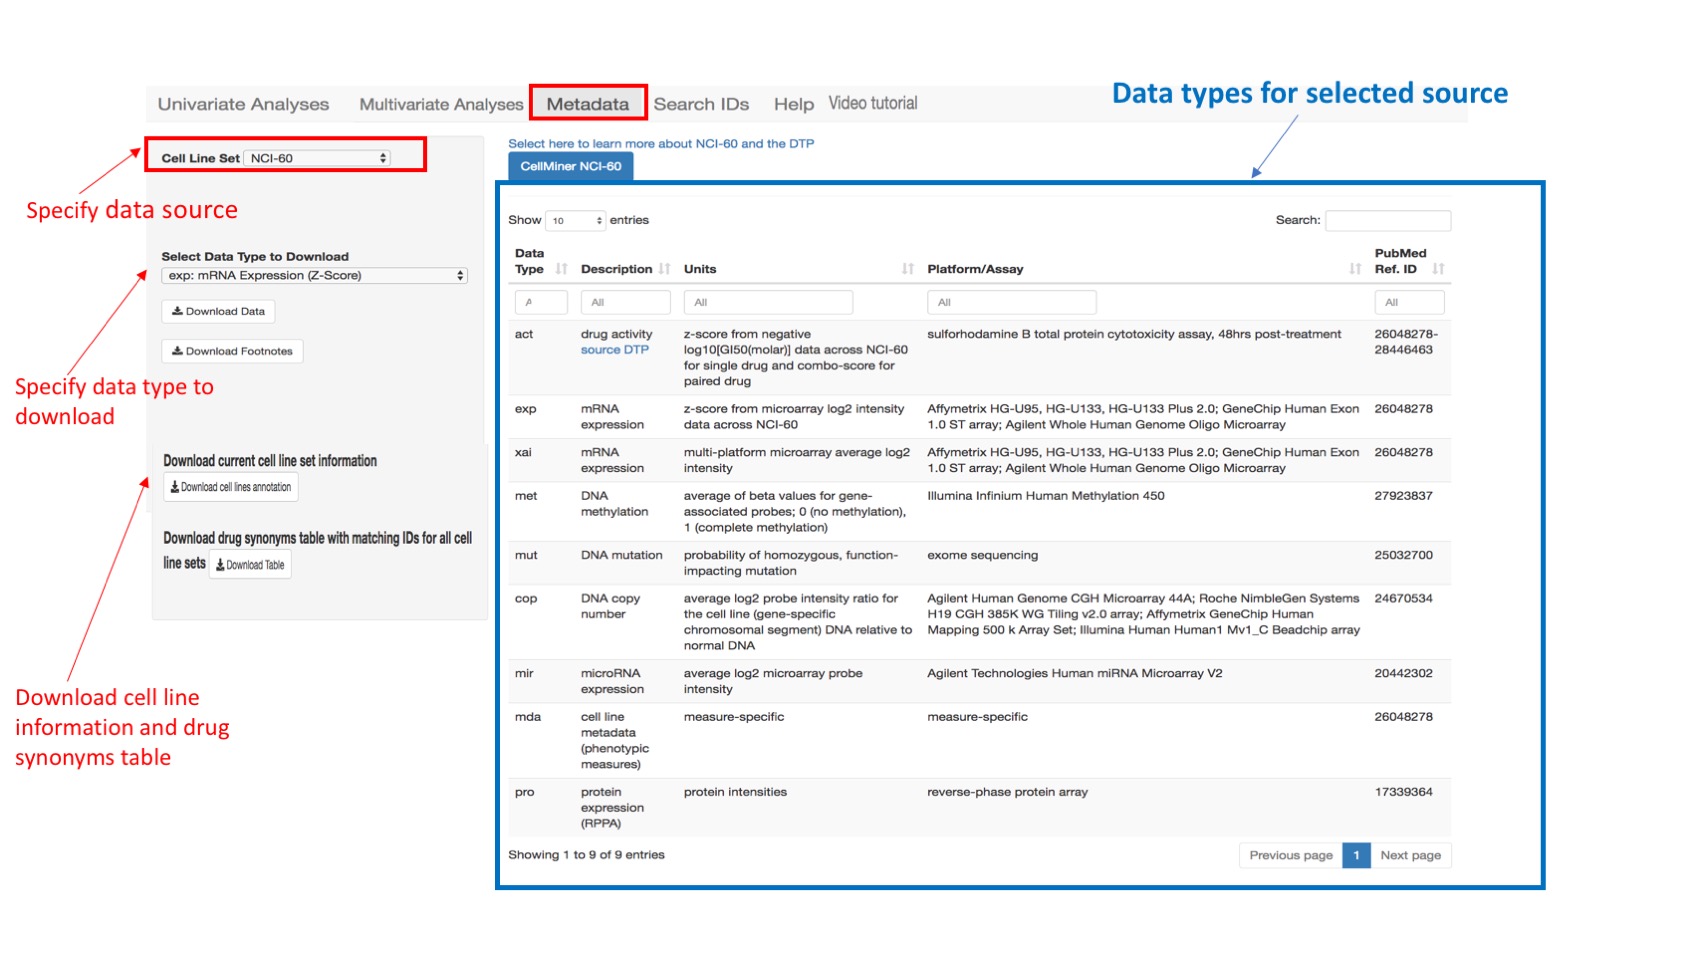 Data types for selected source
Univariate Analyses Multivariate Analyses Metadata Search IDs Help Video tutorial
Cell Line Set NCI-60
Specify data source
Select Data Type to Download
exp: mRNA Expression (Z-Score)
Download Data
Download Footnotes
Specify data type to
download
Download current cell line set information
Download cell lines annotation
Download drug synonyms table with matching IDs for all cell
line sets Download Table
Download cell line
information and drug
synonyms table
Select here to learn more about NCI-60 and the DTP
CellMiner NCI-60
Show 10 entries
Search:
Data
Type
Description
Units
Platform/Assay
PubMed
Ref. ID
All
All
All
All
act
drug activity
source DTP
z-score from negative
log10[GI50(molar)] data across NCI-60
for single drug and combo-score for
paired drug
sulforhodamine B total protein cytotoxicity assay, 48hrs post-treatment
26048278-
28446463
exp
mRNA
expression
z-score from microarray log2 intensity
data across NCI-60
Affymetrix HG-U95, HG-U133, HG-U133 Plus 2.0; GeneChip Human Exon
1.0 ST array; Agilent Whole Human Genome Oligo Microarray
26048278
xai
mRNA
expression
multi-platform microarray average log2
intensity
Affymetrix HG-U95, HG-U133, HG-U133 Plus 2.0; GeneChip Human Exon
1.0 ST array; Agilent Whole Human Genome Oligo Microarray
26048278
met
DNA
methylation
average of beta values for gene-
associated probes; 0 (no methylation),
1 (complete methylation)
Illumina Infinium Human Methylation 450
27923837
mut
DNA mutation
probability of homozygous, function-
impacting mutation
exome sequencing
25032700
cop
DNA copy
number
average log2 probe intensity ratio for
the cell line (gene-specific
chromosomal segment) DNA relative to
normal DNA
Agilent Human Genome CGH Microarray 44A; Roche NimbleGen Systems
H19 CGH 385K WG Tiling v2.0 array; Affymetrix GeneChip Human
Mapping 500 k Array Set; Illumina Human Human1 Mv1_C Beadchip array
24670534
mir
microRNA
expression
average log2 microarray probe
intensity
Agilent Technologies Human miRNA Microarray V2
20442302
mda
cell line
metadata
(phenotypic
measures)
measure-specific
measure-specific
26048278
pro
protein
expression
(RPPA)
protein intensities
reverse-phase protein array
17339364
Showing 1 to 9 of 9 entries
Previous page 1 Next page